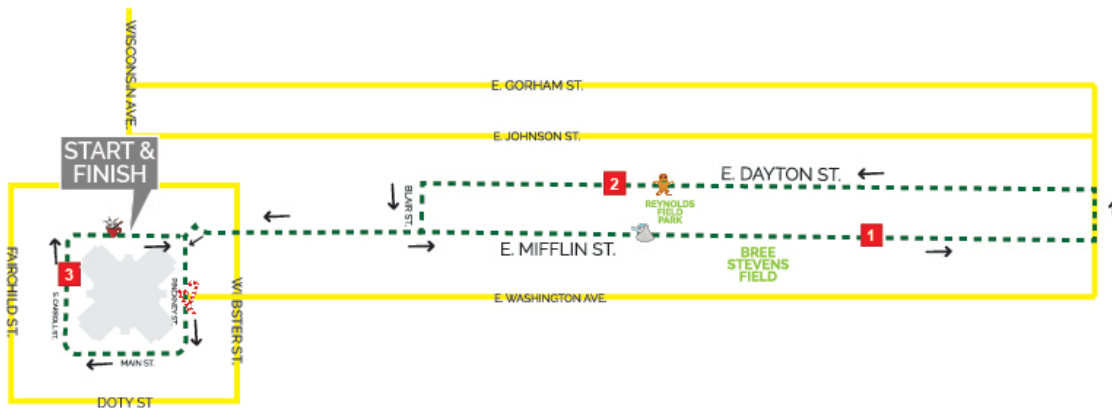 WISCONSIN AVE.
E. GORHAM ST.
E. JOHNSON ST.
START &
FINISH
2
E. DAYTON ST.
BLAIR ST.
REYNOLDS
FIELD
PARK
1
E. MIFFLIN ST.
BREE
STEVENS
FIELD
FAIRCHILD ST.
3
S. CARROLL ST.
PINCKNEY ST.
WEBSTER ST.
E. WASHINGTON AVE.
MAIN ST.
DOTY ST